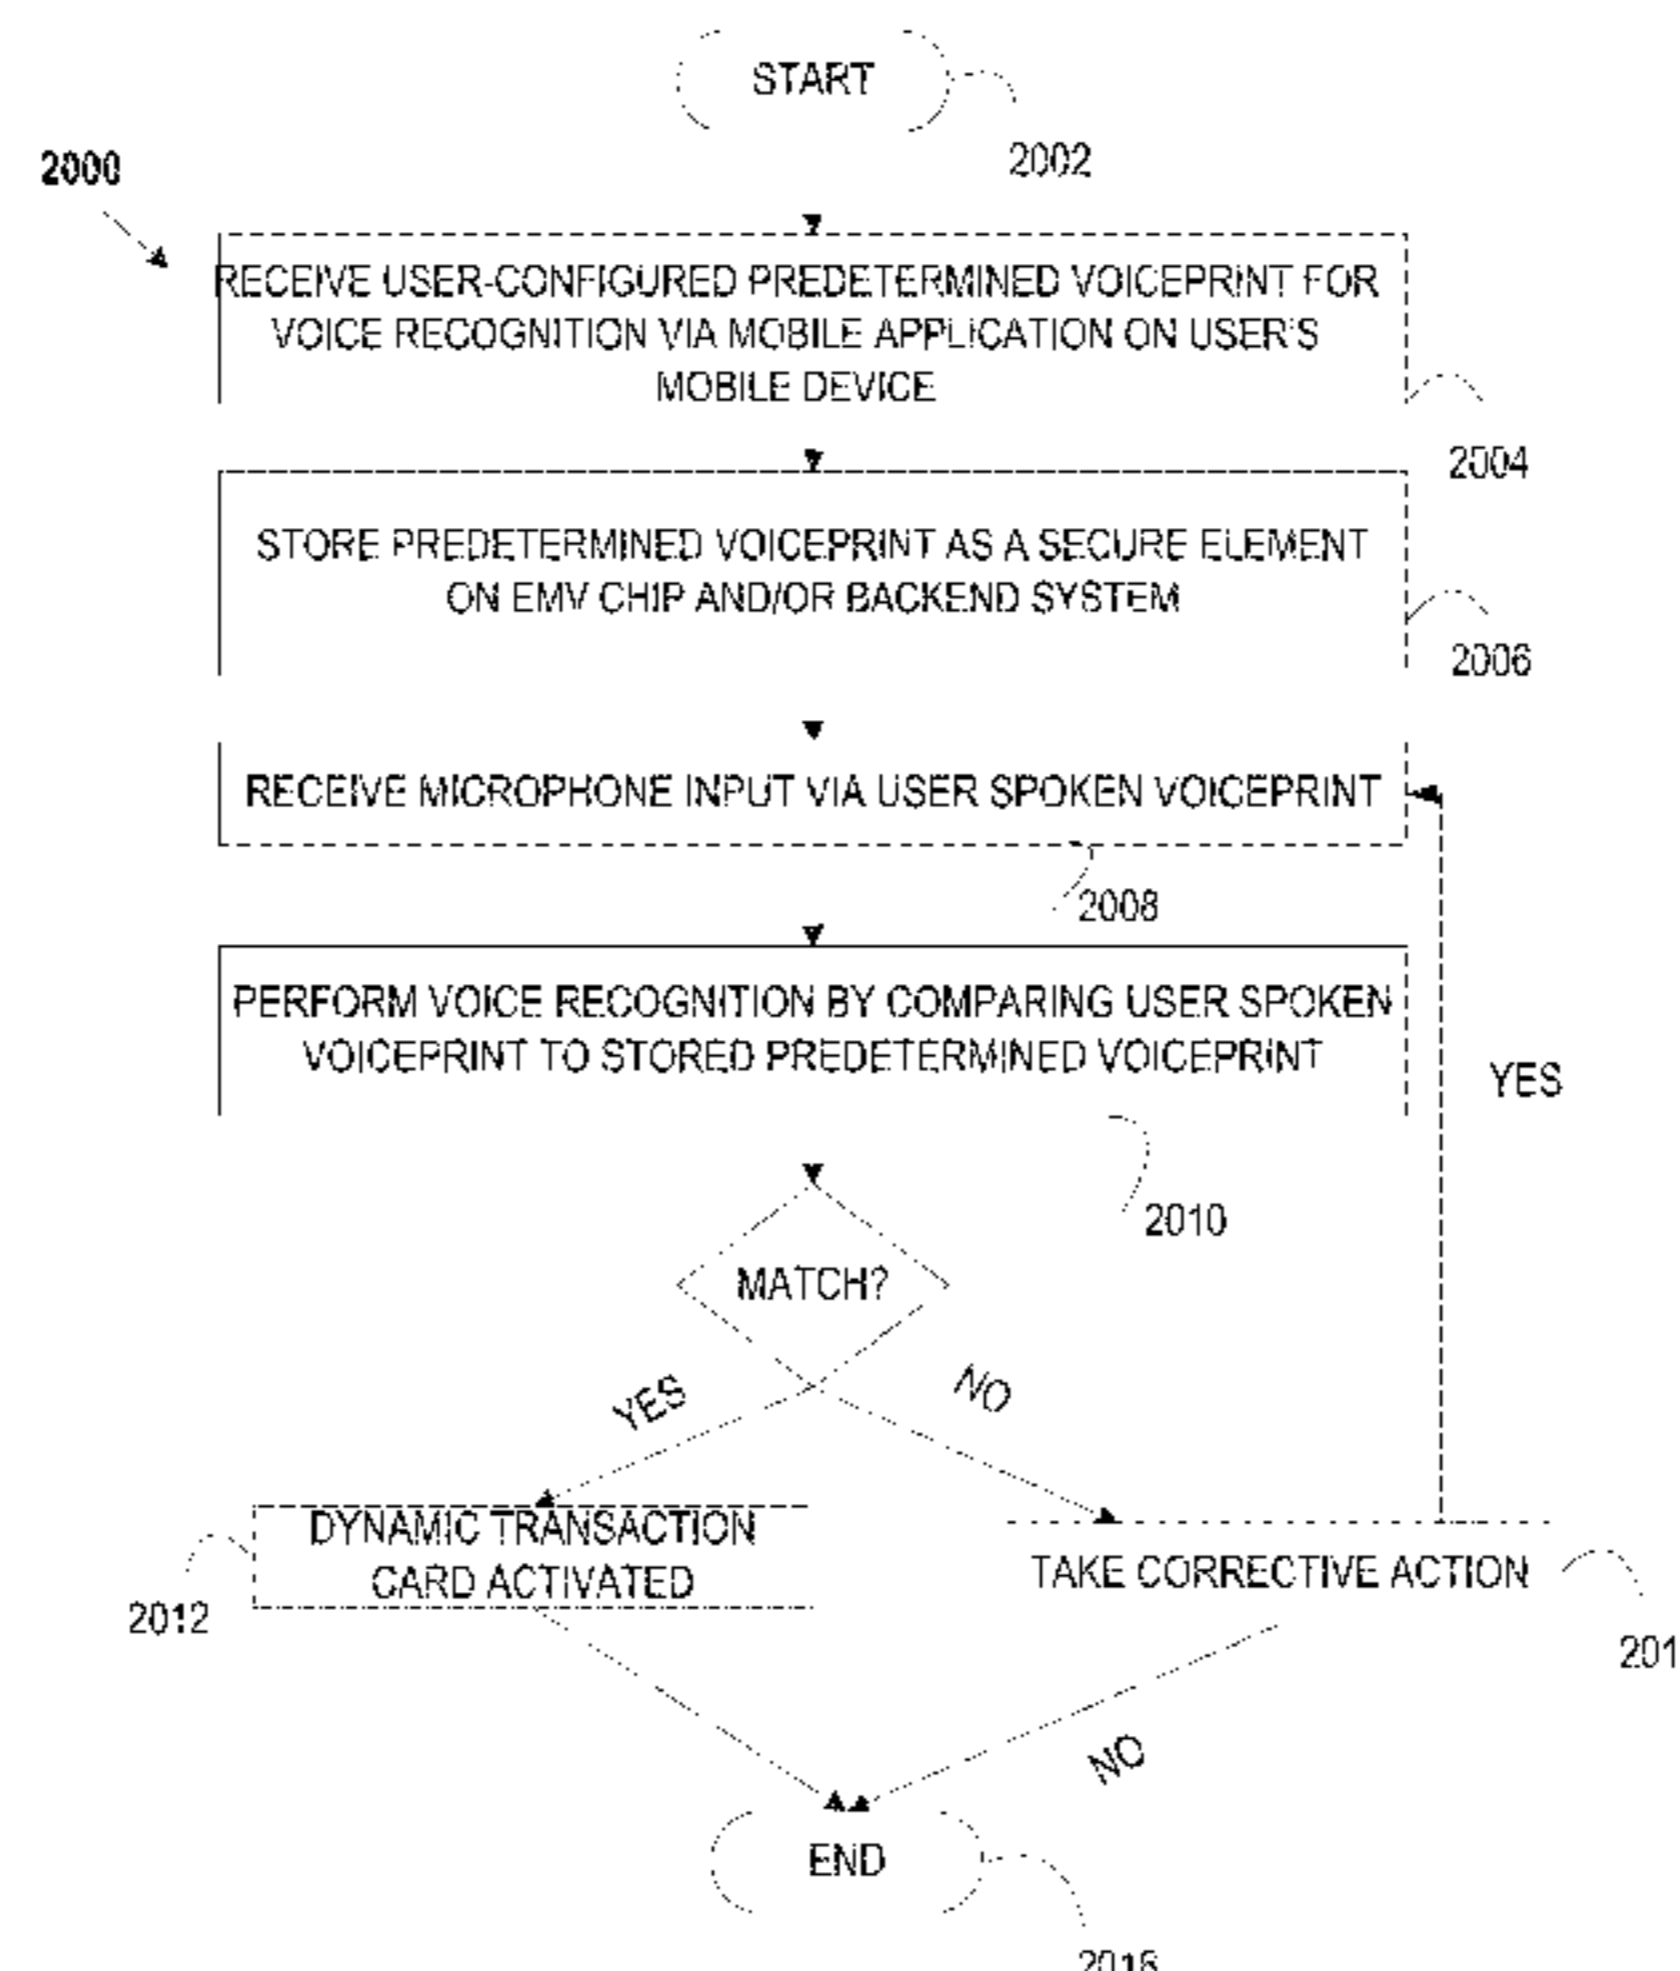 START
2002
2000
RECEIVE USER-CONFIGURED PREDETERMINED VOICEPRINT FOR
VOICE RECOGNITION VIA MOBILE APPLICATION ON USER'S
MOBILE DEVICE
2004
STORE PREDETERMINED VOICEPRINT AS A SECURE ELEMENT
ON EMV CHIP AND/OR BACKEND SYSTEM
2006
RECEIVE MICROPHONE INPUT VIA USER SPOKEN VOICEPRINT
2008
PERFORM VOICE RECOGNITION BY COMPARING USER SPOKEN
VOICEPRINT TO STORED PREDETERMINED VOICEPRINT
YES
2010
MATCH?
YES
NO
DYNAMIC TRANSACTION
CARD ACTIVATED
2012
TAKE CORRECTIVE ACTION
201
NO
END